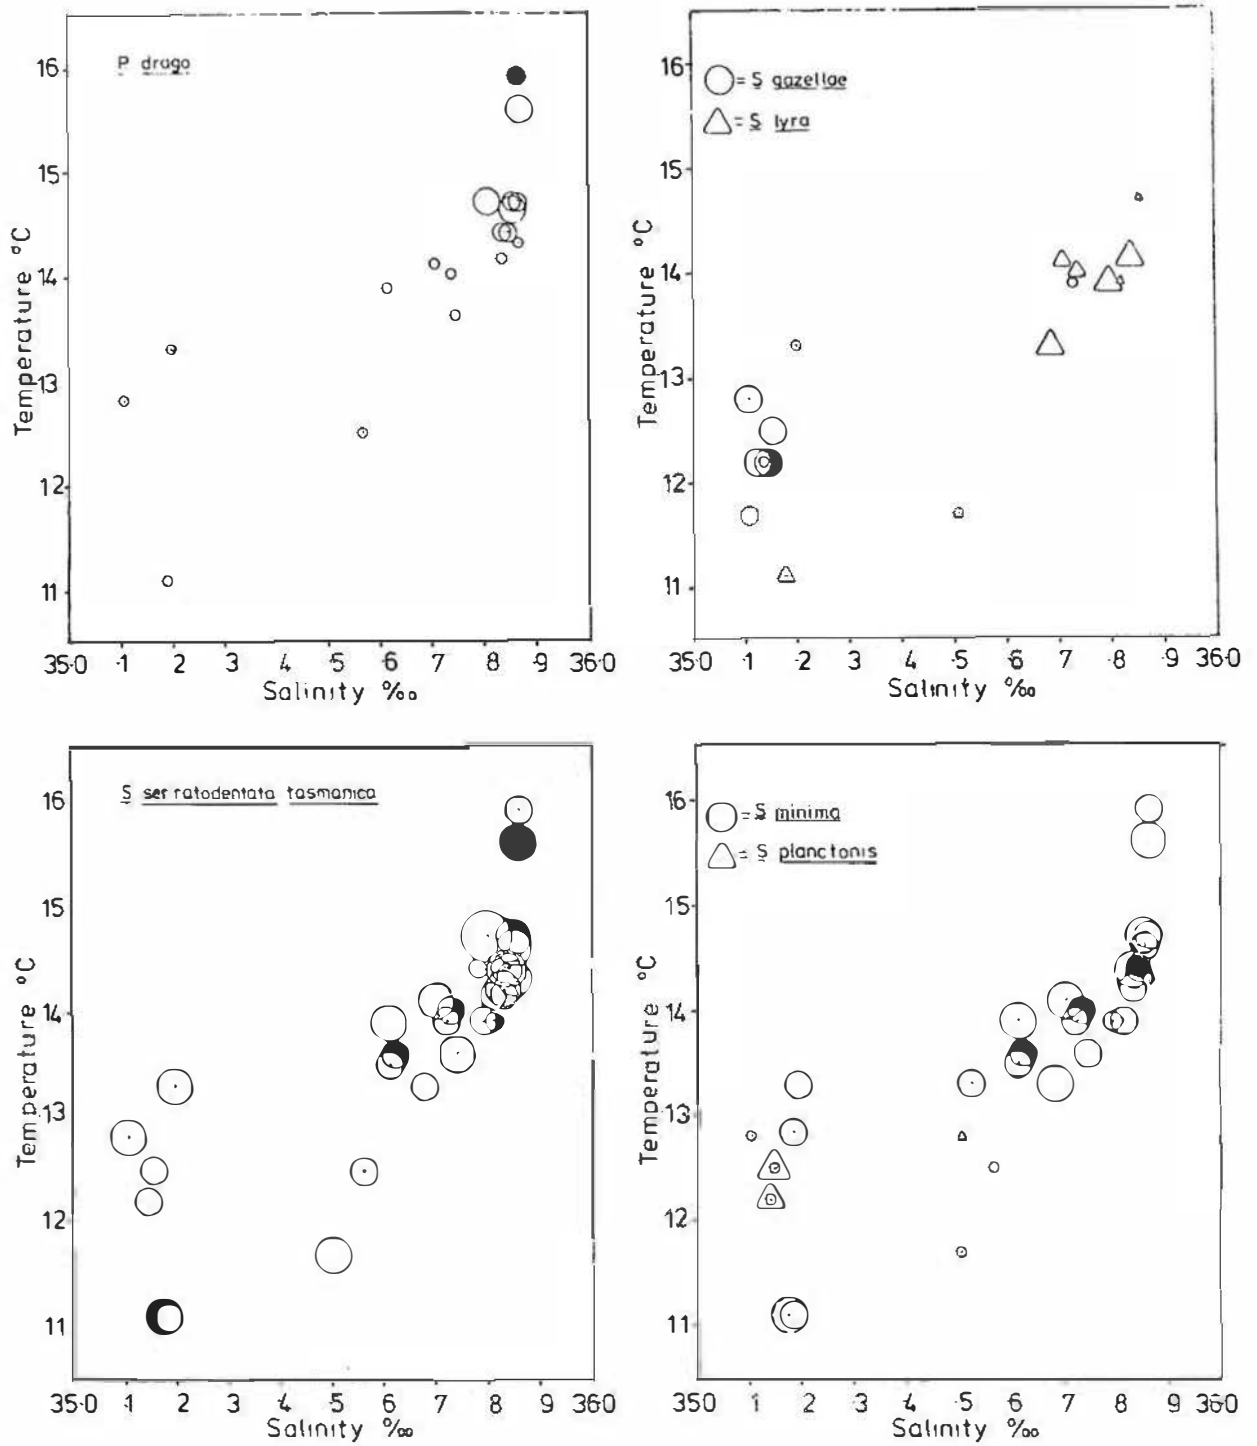 P draco
16
15
14
13
12
11
Temperature °C
35·0 ·1 2 3 4 5 ·6 7 8 ·9 36·0
Salinity ‰
= S gazellae
= S lyra
16
15
14
13
12
11
Temperature °C
35·0 ·1 ·2 3 4 ·5 ·6 7 ·8 ·9 36·0
Salinity ‰
S serratodentata tasmanica
16
15
14
13
12
11
Temperature °C
35·0 ·1 2 3 4 5 6 7 8 9 36·0
Salinity ‰
= S minima
= S planctonis
16
15
14
13
12
11
Temperature °C
35·0 1 ·2 3 4 ·5 6 7 8 9 36·0
Salinity ‰